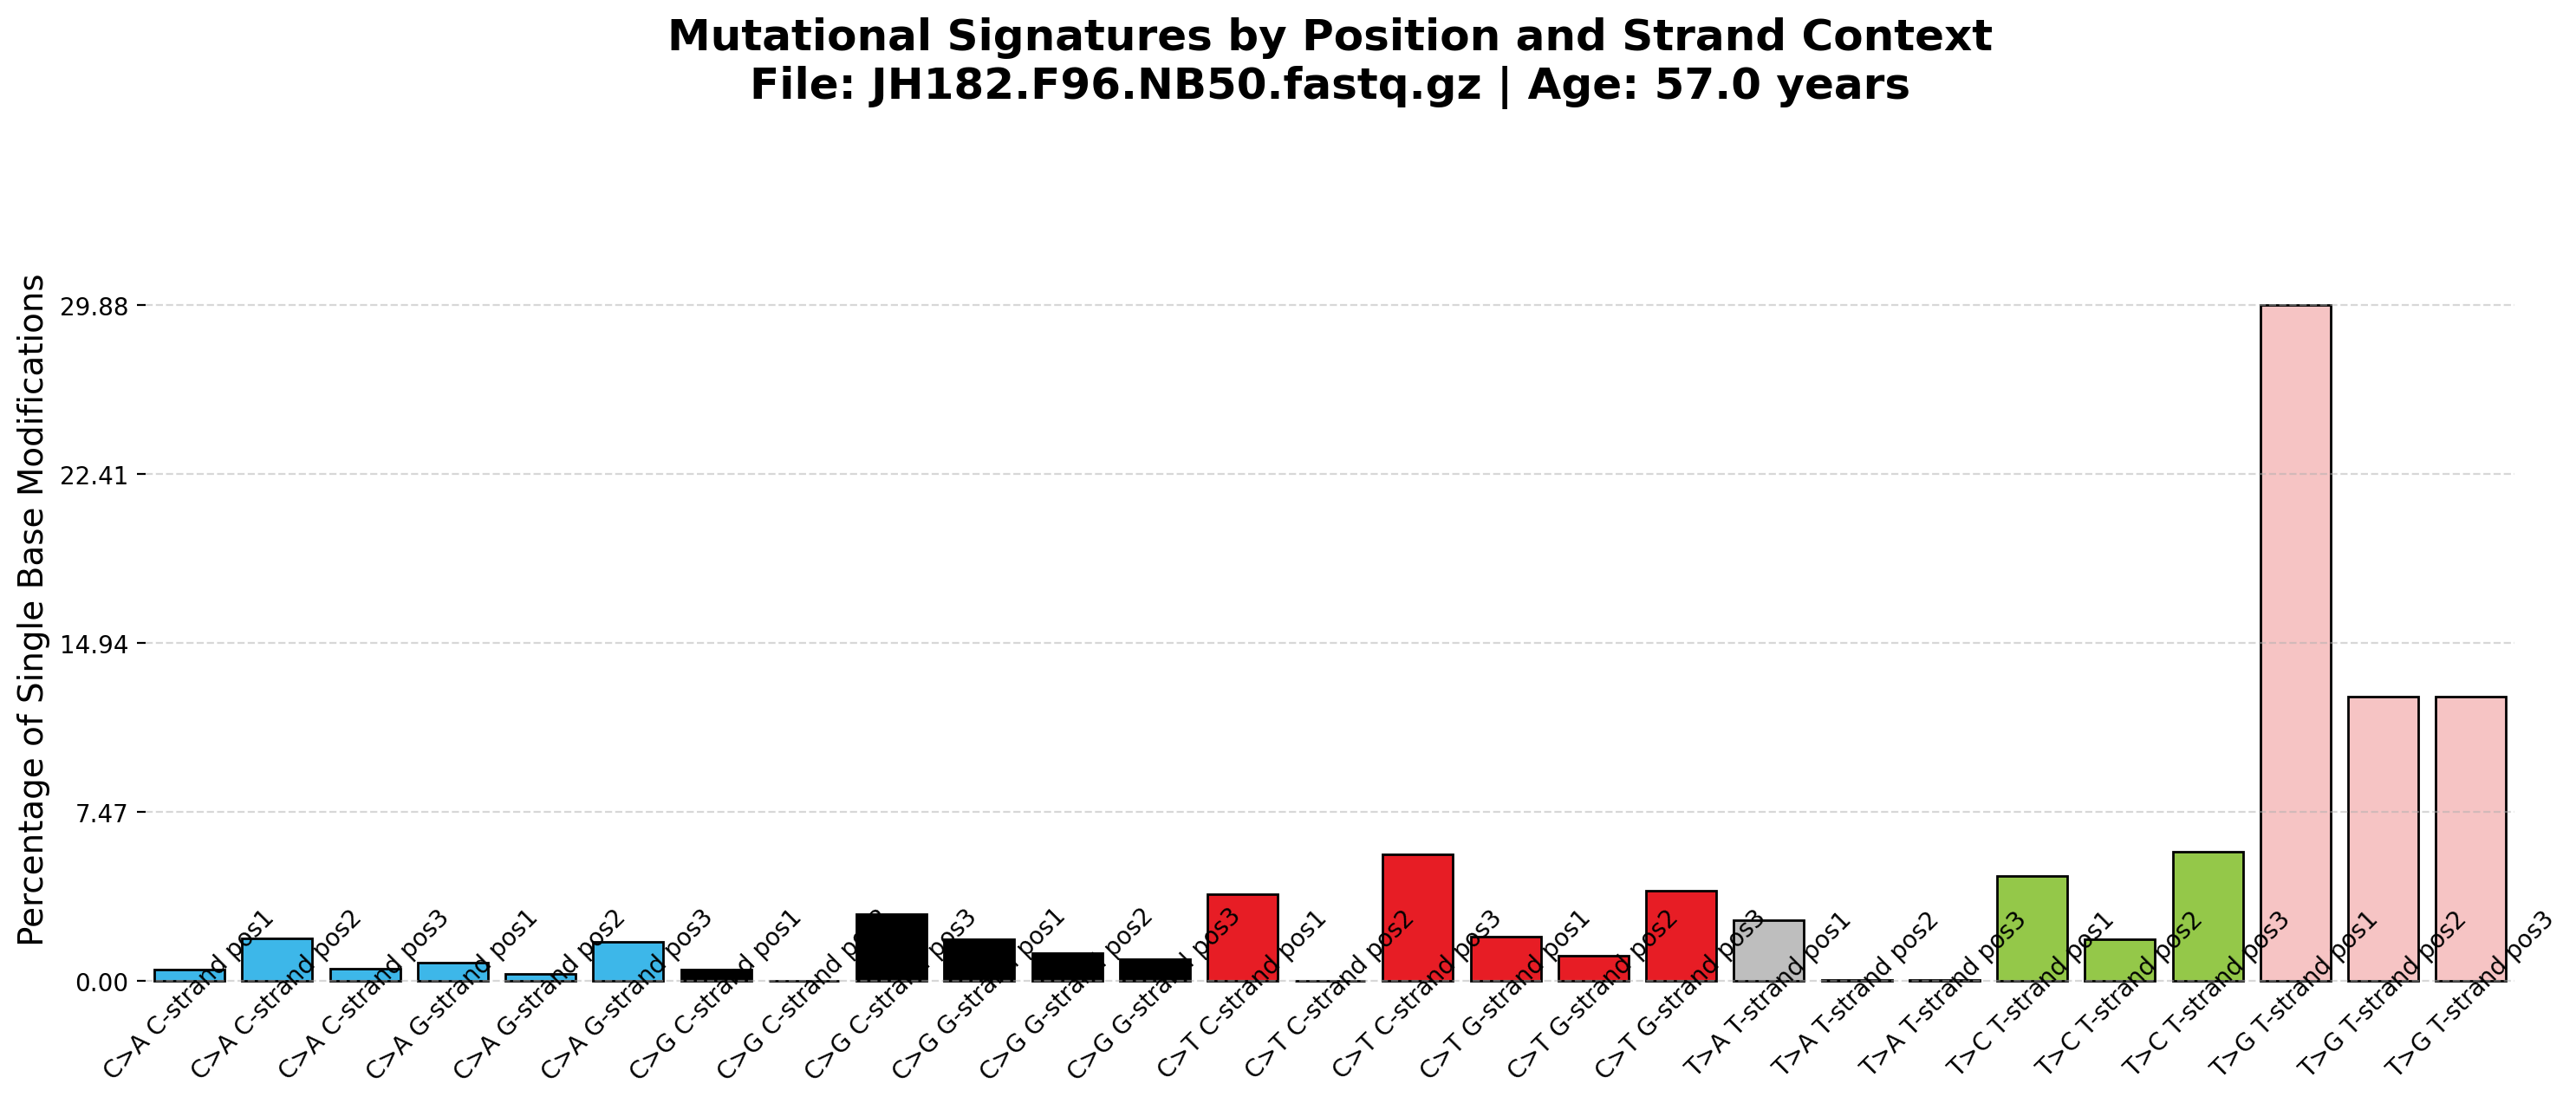 Mutational Signatures by Position and Strand Context
File: JH182.F96.NB50.fastq.gz | Age: 57.0 years
Percentage of Single Base Modifications
29.88
22.41
14.94
7.47
0.00
C>A C-strand pos1
C>A C-strand pos2
C>A C-strand pos3
C>A G-strand pos1
C>A G-strand pos2
C>A G-strand pos3
C>G C-strand pos1
C>G C-strand pos2
C>G C-strand pos3
C>G G-strand pos1
C>G G-strand pos2
C>G G-strand pos3
C>T C-strand pos1
C>T C-strand pos2
C>T C-strand pos3
C>T G-strand pos1
C>T G-strand pos2
C>T G-strand pos3
T>A T-strand pos1
T>A T-strand pos2
T>A T-strand pos3
T>C T-strand pos1
T>C T-strand pos2
T>C T-strand pos3
T>G T-strand pos1
T>G T-strand pos2
T>G T-strand pos3